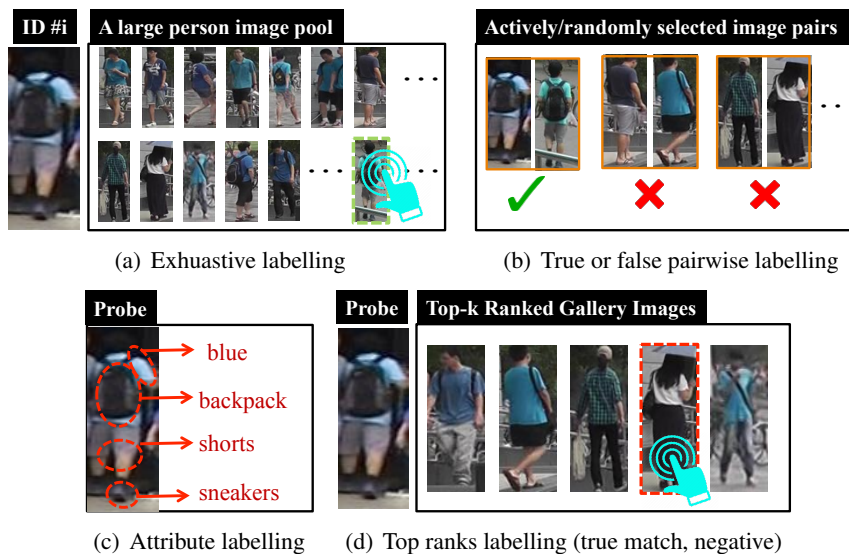 ID #i
A large person image pool
Actively/randomly selected image pairs
(a) Exhuastive labelling
(b) True or false pairwise labelling
Probe
blue
backpack
shorts
sneakers
Probe
Top-k Ranked Gallery Images
(c) Attribute labelling
(d) Top ranks labelling (true match, negative)